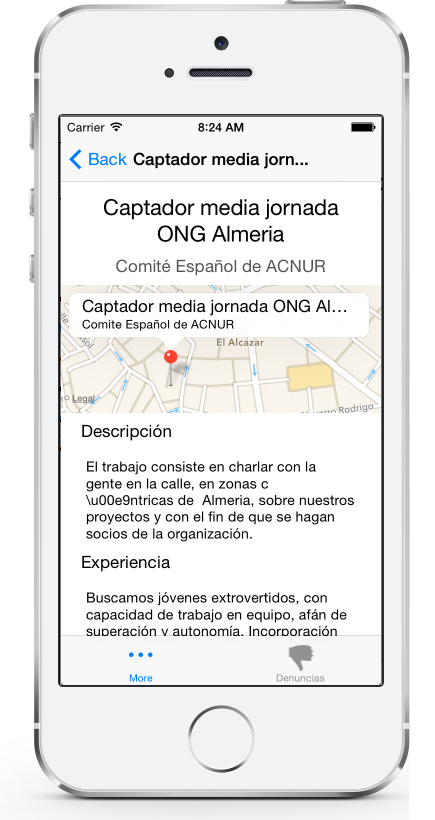 Carrier 8:24 AM
Back Captador media jorn...
Captador media jornada
ONG Almeria
Comité Español de ACNUR
Captador media jornada ONG Al...
Comite Español de ACNUR
El Alcazar
Legal
Rodrigo
Descripción
El trabajo consiste en charlar con la
gente en la calle, en zonas c
\u00e9ntricas de  Almeria, sobre nuestros
proyectos y con el fin de que se hagan
socios de la organización.
Experiencia
Buscamos jóvenes extrovertidos, con
capacidad de trabajo en equipo, afán de
superación y autonomía. Incorporación
More Denuncias